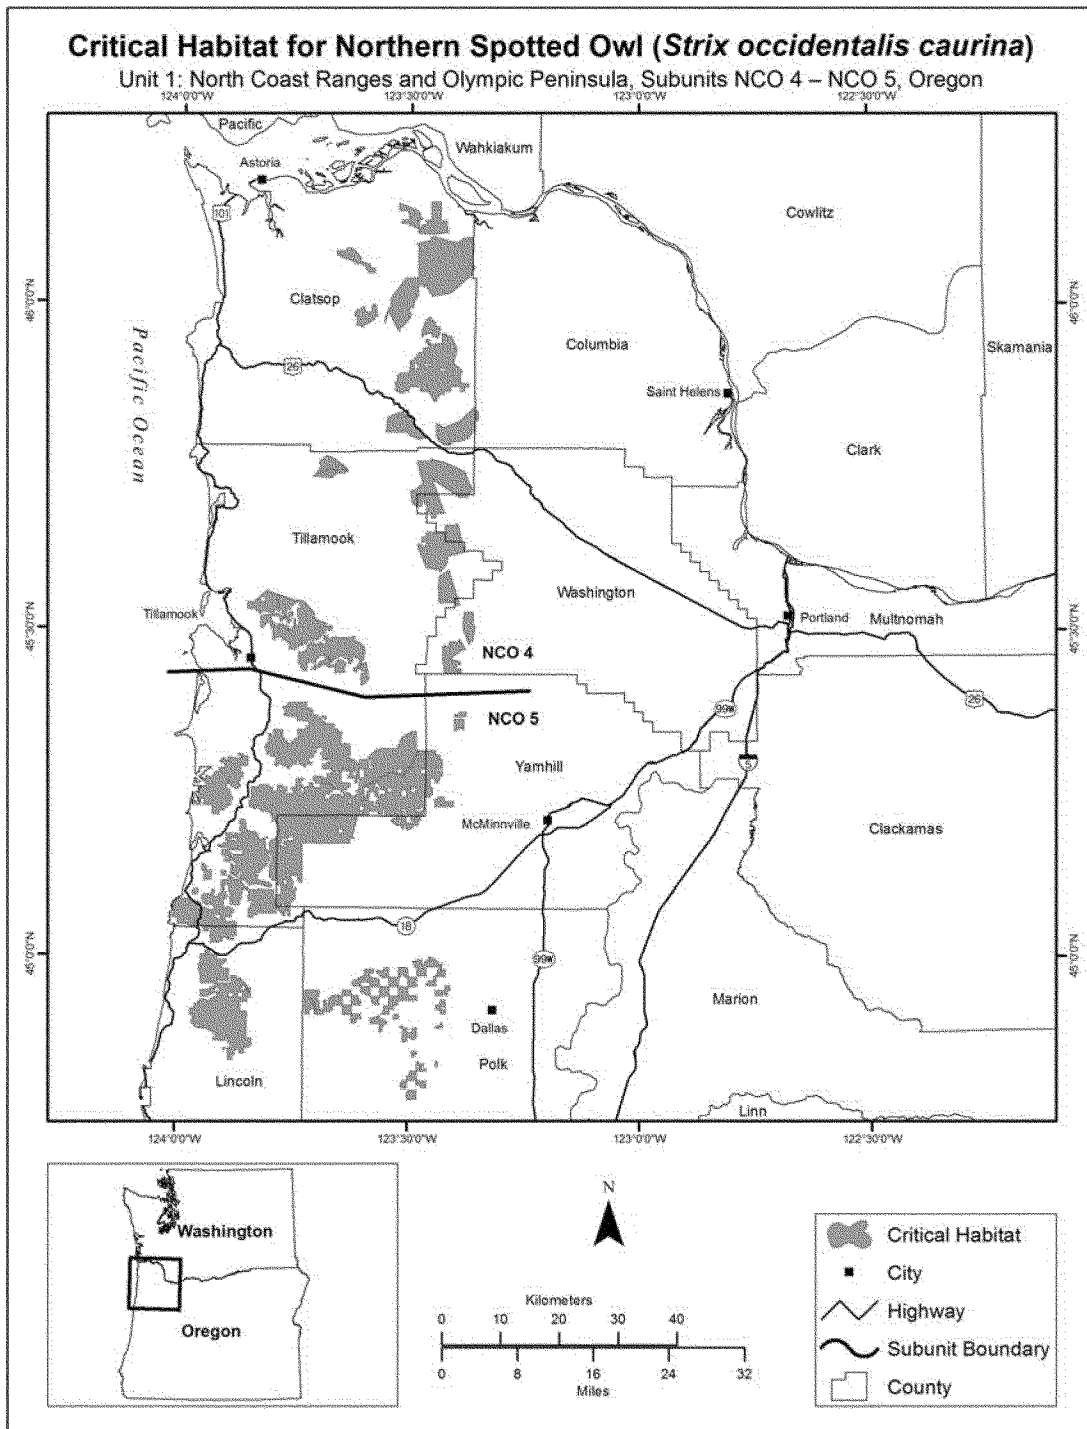 Critical Habitat for Northern Spotted Owl (Strix occidentalis caurina)
Unit 1: North Coast Ranges and Olympic Peninsula, Subunits NCO 4 – NCO 5, Oregon
124°0'0"W 123°30'0"W 123°0'0"W 122°30'0"W
Pacific
Wahkiakum
Astoria
Cowlitz
101
46°0'0"N
Clatsop
46°0'0"N
Pacific Ocean
Columbia
Skamania
26
Saint Helens
Clark
Tillamook
Washington
Tillamook
Portland
Multnomah
45°30'0"N
45°30'0"N
NCO 4
26
99W
NCO 5
5
Yamhill
McMinnville
Clackamas
18
45°0'0"N
99W
45°0'0"N
Marion
Dallas
Polk
Lincoln
Linn
124°0'0"W 123°30'0"W 123°0'0"W 122°30'0"W
Washington
Oregon
N
Kilometers
0 10 20 30 40
0 8 16 24 32
Miles
Critical Habitat
City
Highway
Subunit Boundary
County